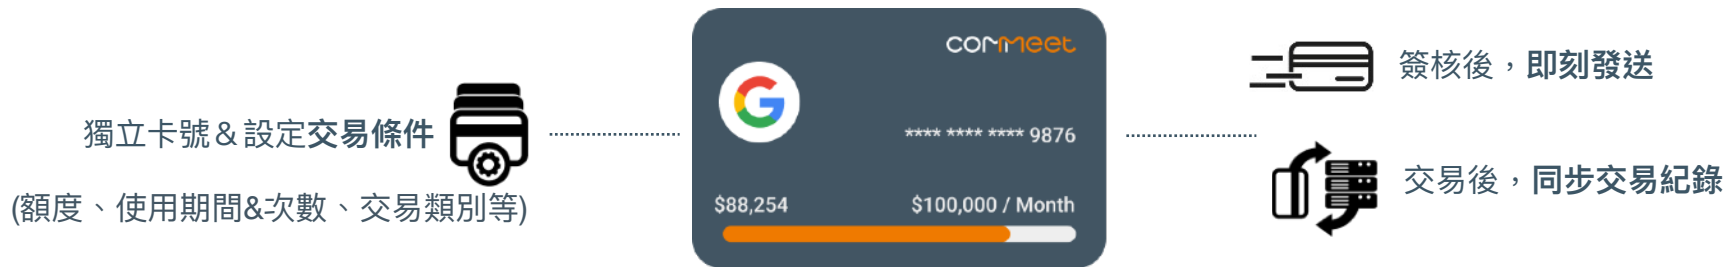 獨立卡號＆設定交易條件
(額度、使用期間&次數、交易類別等)
commeet
**** **** **** 9876
$88,254
$100,000 / Month
簽核後，即刻發送
交易後，同步交易紀錄